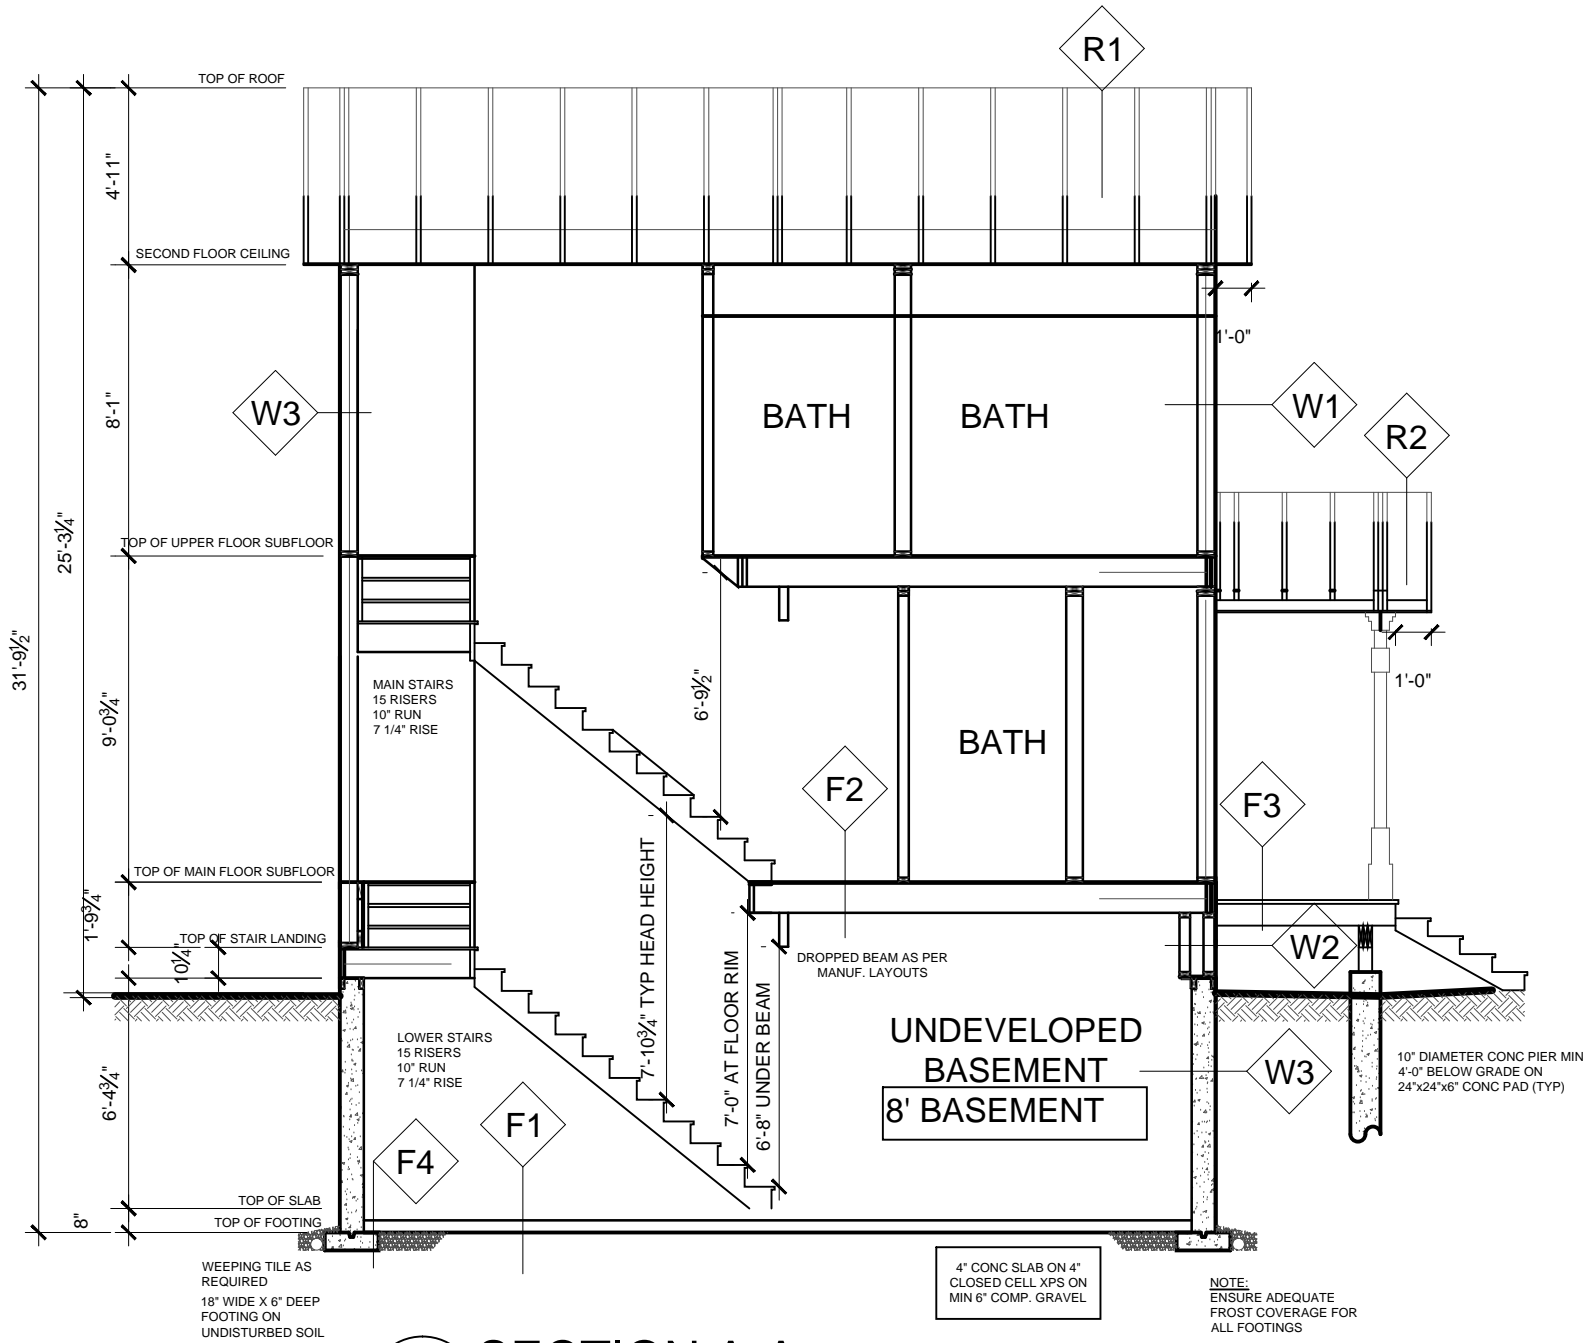 R1
TOP OF ROOF
4'-11"
SECOND FLOOR CEILING
1'-0"
8'-1"
W3
BATH
BATH
W1
R2
25'-3¼"
TOP OF UPPER FLOOR SUBFLOOR
31'-9½"
9'-0¾"
MAIN STAIRS
15 RISERS
10" RUN
7 1/4" RISE
6'-9½"
1'-0"
BATH
F2
F3
TOP OF MAIN FLOOR SUBFLOOR
1'-9¾"
TOP OF STAIR LANDING
10¼"
7'-10¾" TYP HEAD HEIGHT
7'-0" AT FLOOR RIM
6'-8" UNDER BEAM
DROPPED BEAM AS PER
MANUF. LAYOUTS
W2
LOWER STAIRS
15 RISERS
10" RUN
7 1/4" RISE
UNDEVELOPED
BASEMENT
8' BASEMENT
W3
10" DIAMETER CONC PIER MIN
4'-0" BELOW GRADE ON
24"x24"x6" CONC PAD (TYP)
6'-4¾"
F1
F4
TOP OF SLAB
8"
TOP OF FOOTING
WEEPING TILE AS
REQUIRED
18" WIDE X 6" DEEP
FOOTING ON
UNDISTURBED SOIL
4" CONC SLAB ON 4"
CLOSED CELL XPS ON
MIN 6" COMP. GRAVEL
NOTE:
ENSURE ADEQUATE
FROST COVERAGE FOR
ALL FOOTINGS